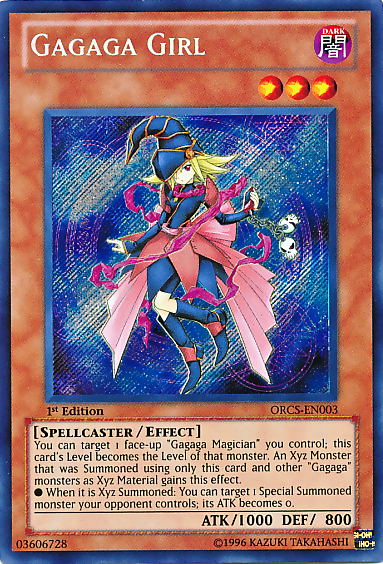 GAGAGA GIRL
DARK
闇
1st Edition
ORCS-EN003
[SPELLCASTER / EFFECT]
You can target 1 face-up "Gagaga Magician" you control; this
card's Level becomes the Level of that monster. An Xyz Monster
that was Summoned using only this card and other "Gagaga"
monsters as Xyz Material gains this effect.
● When it is Xyz Summoned: You can target 1 Special Summoned
monster your opponent controls; its ATK becomes 0.
ATK/1000 DEF/ 800
03606728
©1996 KAZUKI TAKAHASHI